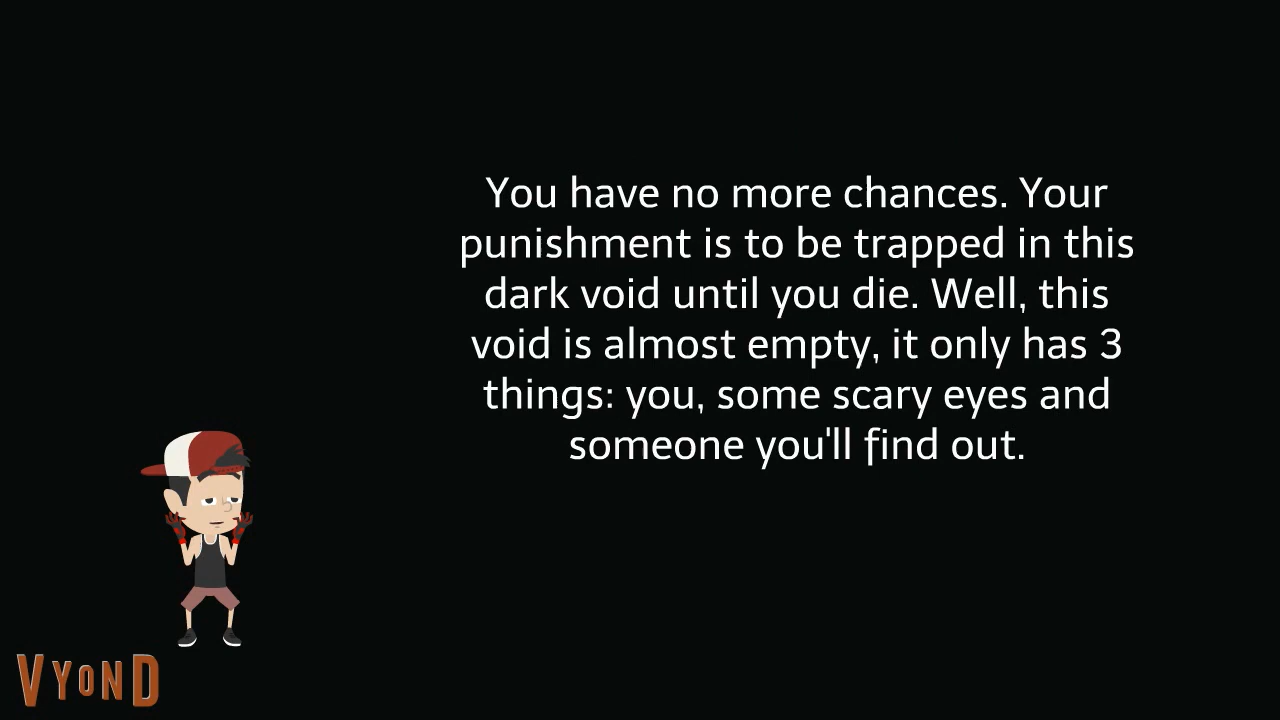 You have no more chances. Your
punishment is to be trapped in this
dark void until you die. Well, this
void is almost empty, it only has 3
things: you, some scary eyes and
someone you'll find out.
VYOND